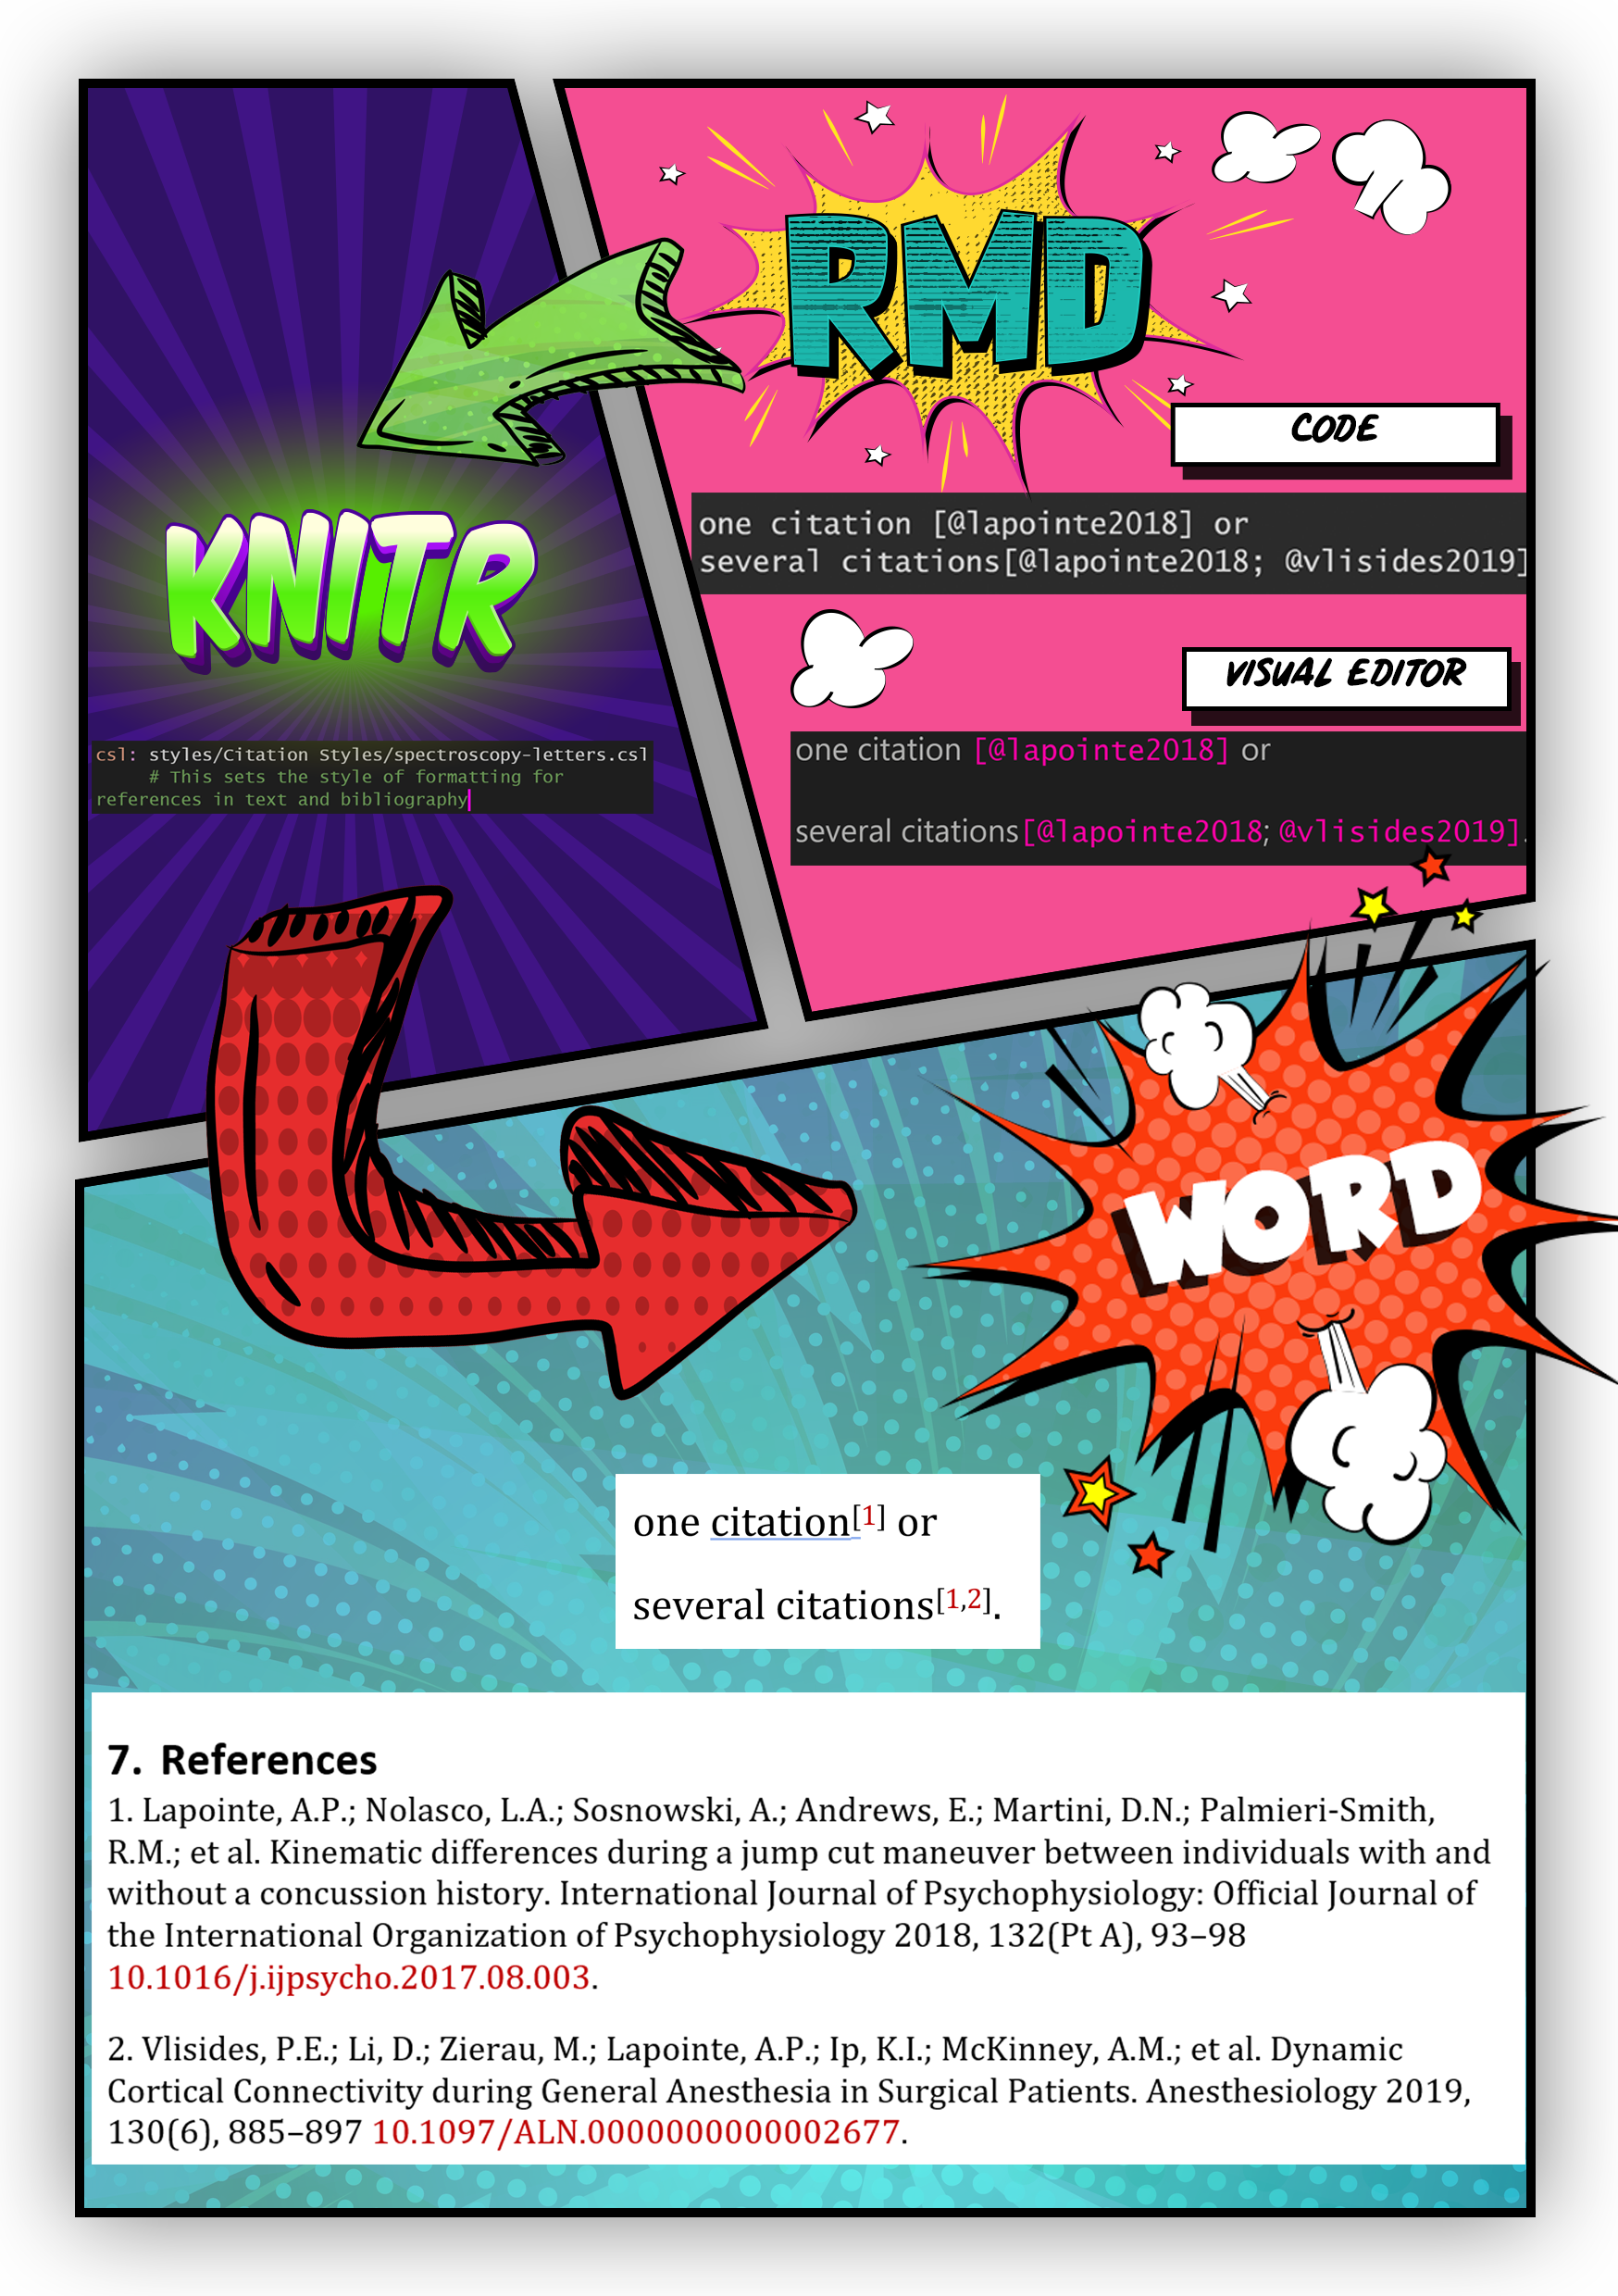 RMD
CODE
one citation [@lapointe2018] or
several citations[@lapointe2018; @vlisides2019]
VISUAL EDITOR
one citation [@lapointe2018] or
several citations[@lapointe2018; @vlisides2019].
KNITR
csl: styles/Citation Styles/spectroscopy-letters.csl
# This sets the style of formatting for
references in text and bibliography
WORD
one citation[1] or
several citations[1,2].
7. References
1. Lapointe, A.P.; Nolasco, L.A.; Sosnowski, A.; Andrews, E.; Martini, D.N.; Palmieri-Smith,
R.M.; et al. Kinematic differences during a jump cut maneuver between individuals with and
without a concussion history. International Journal of Psychophysiology: Official Journal of
the International Organization of Psychophysiology 2018, 132(Pt A), 93–98
10.1016/j.ijpsycho.2017.08.003.
2. Vlisides, P.E.; Li, D.; Zierau, M.; Lapointe, A.P.; Ip, K.I.; McKinney, A.M.; et al. Dynamic
Cortical Connectivity during General Anesthesia in Surgical Patients. Anesthesiology 2019,
130(6), 885–897 10.1097/ALN.0000000000002677.